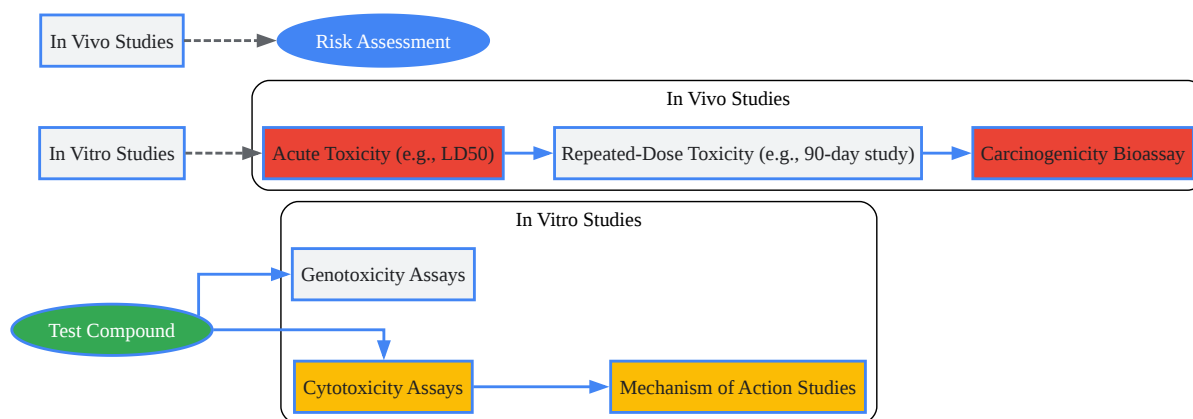 In Vivo Studies
Risk Assessment
In Vivo Studies
In Vitro Studies
Acute Toxicity (e.g., LD50)
Repeated-Dose Toxicity (e.g., 90-day study)
Carcinogenicity Bioassay
In Vitro Studies
Genotoxicity Assays
Test Compound
Cytotoxicity Assays
Mechanism of Action Studies